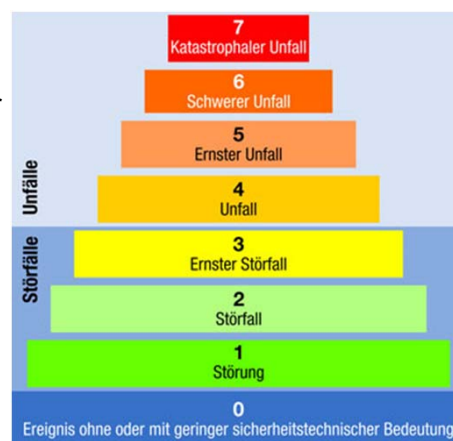 7
Katastrophaler Unfall
6
Schwerer Unfall
5
Ernster Unfall
4
Unfall
Unfälle
3
Ernster Störfall
2
Störfall
1
Störung
Störfälle
0
Ereignis ohne oder mit geringer sicherheitstechnischer Bedeutung